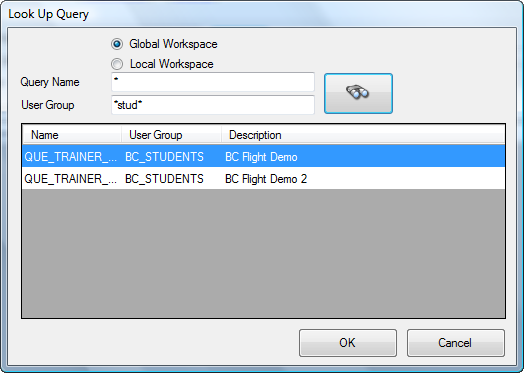 Look Up Query
Global Workspace
Local Workspace
Query Name *
User Group *stud*
Name User Group Description
QUE_TRAINER_... BC_STUDENTS BC Flight Demo
QUE_TRAINER_... BC_STUDENTS BC Flight Demo 2
OK Cancel